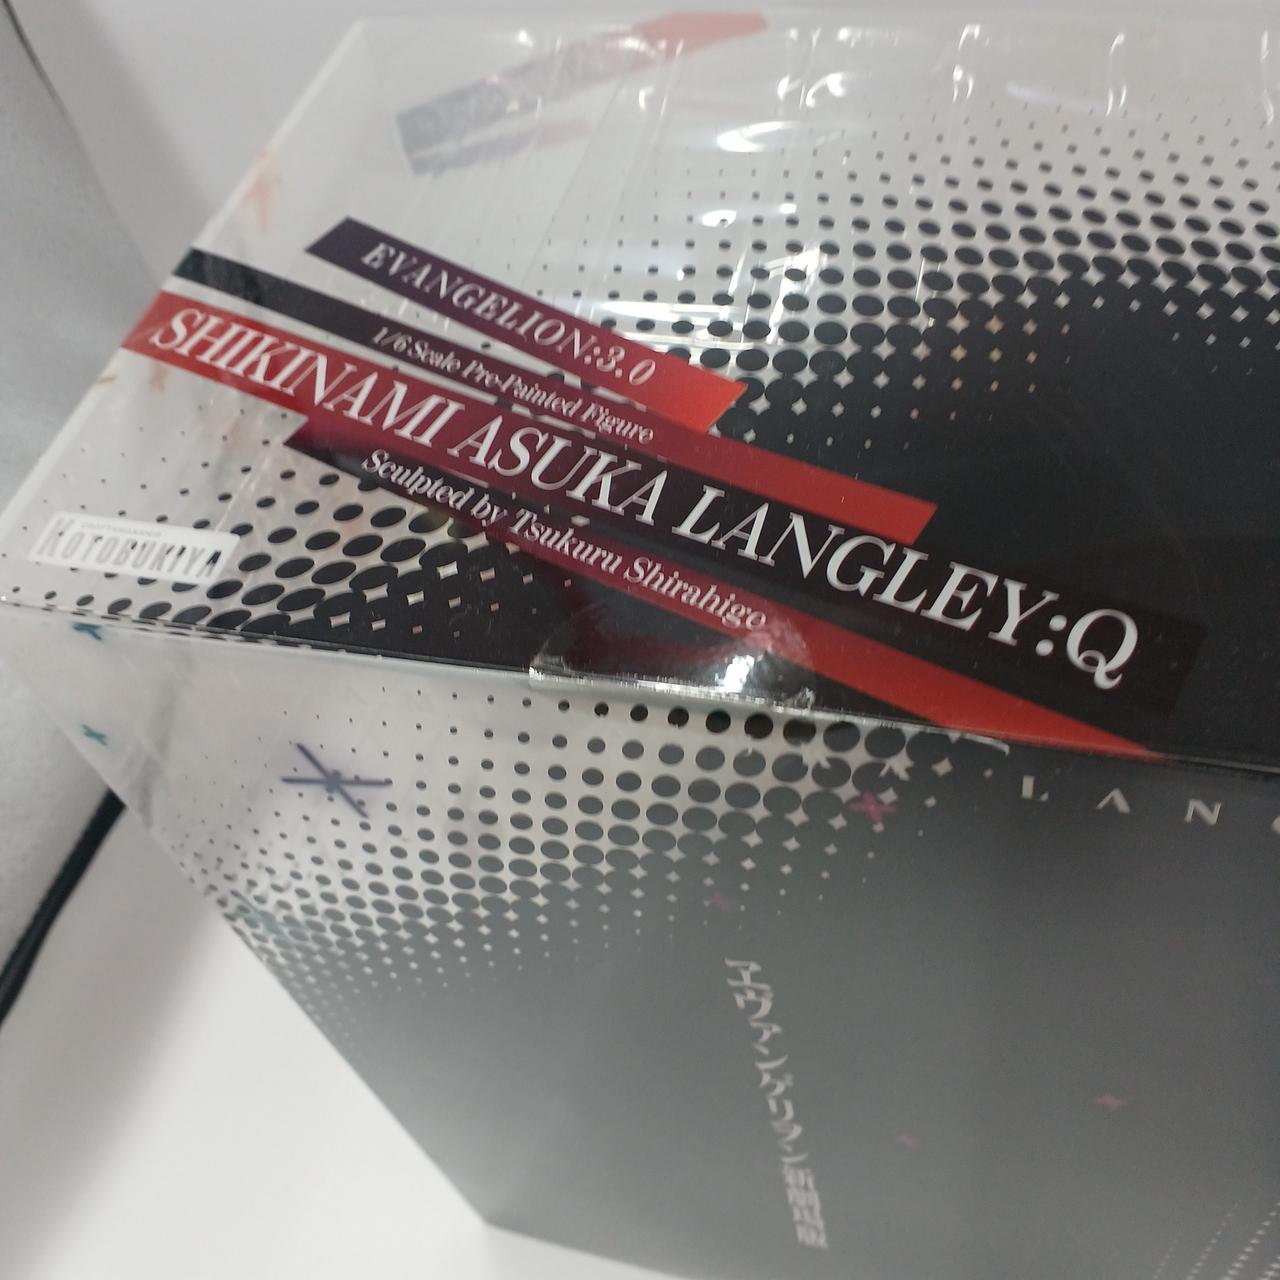 EVANGELION:3.0
1/6 Scale Pre-Painted Figure
SHIKINAMI ASUKA LANGLEY:Q
Sculpted by Tsukuru Shirahige
KOTOBUKIYA
L A N
ヱヴァンゲリヲン新劇場版